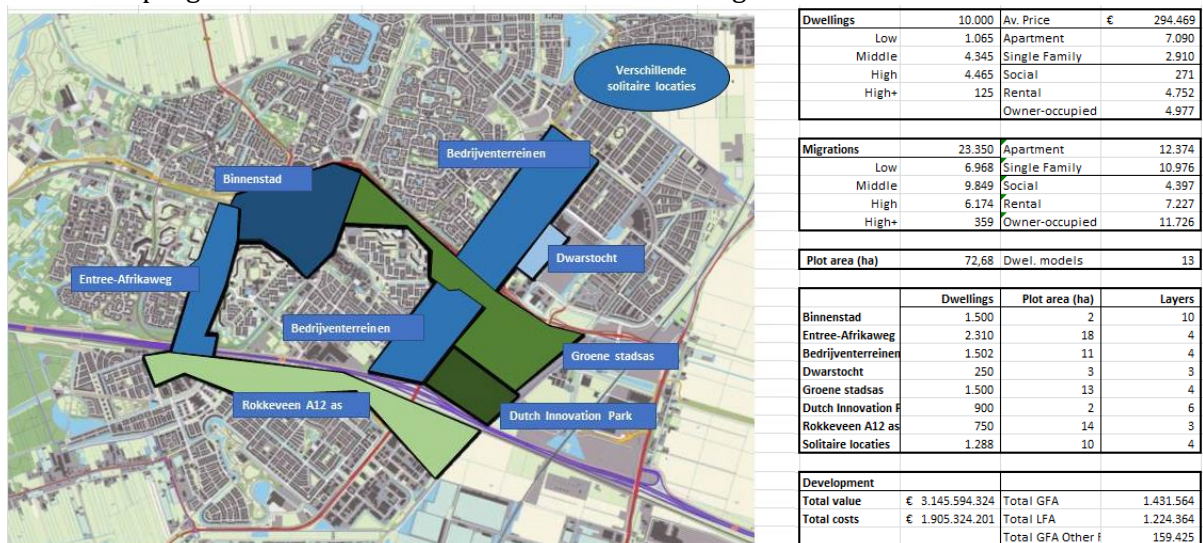 Verschillende
solitaire locaties
Bedrijventerreinen
Binnenstad
Dwarstocht
Entree-Afrikaweg
Bedrijventerreinen
Groene stadsas
Rokkeveen A12 as
Dutch Innovation Park
Dwellings 10.000 Av. Price € 294.469
Low 1.065 Apartment 7.090
Middle 4.345 Single Family 2.910
High 4.465 Social 271
High+ 125 Rental 4.752
Owner-occupied 4.977
Migrations 23.350 Apartment 12.374
Low 6.968 Single Family 10.976
Middle 9.849 Social 4.397
High 6.174 Rental 7.227
High+ 359 Owner-occupied 11.726
Plot area (ha) 72,68 Dwel. models 13
Dwellings Plot area (ha) Layers
Binnenstad 1.500 2 10
Entree-Afrikaweg 2.310 18 4
Bedrijventerreinen 1.502 11 4
Dwarstocht 250 3 3
Groene stadsas 1.500 13 4
Dutch Innovation 900 2 6
Rokkeveen A12 as 750 14 3
Solitaire locaties 1.288 10 4
Development
Total value € 3.145.594.324 Total GFA 1.431.564
Total costs € 1.905.324.201 Total LFA 1.224.364
Total GFA Other 159.425